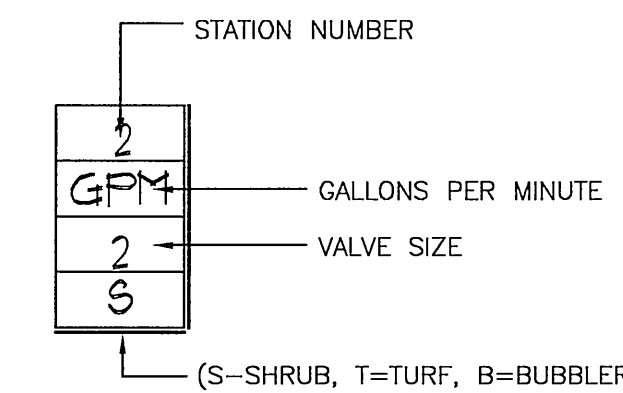 STATION NUMBER
2
GPM
GALLONS PER MINUTE
2
VALVE SIZE
S
(S-SHRUB, T=TURF, B=BUBBLER